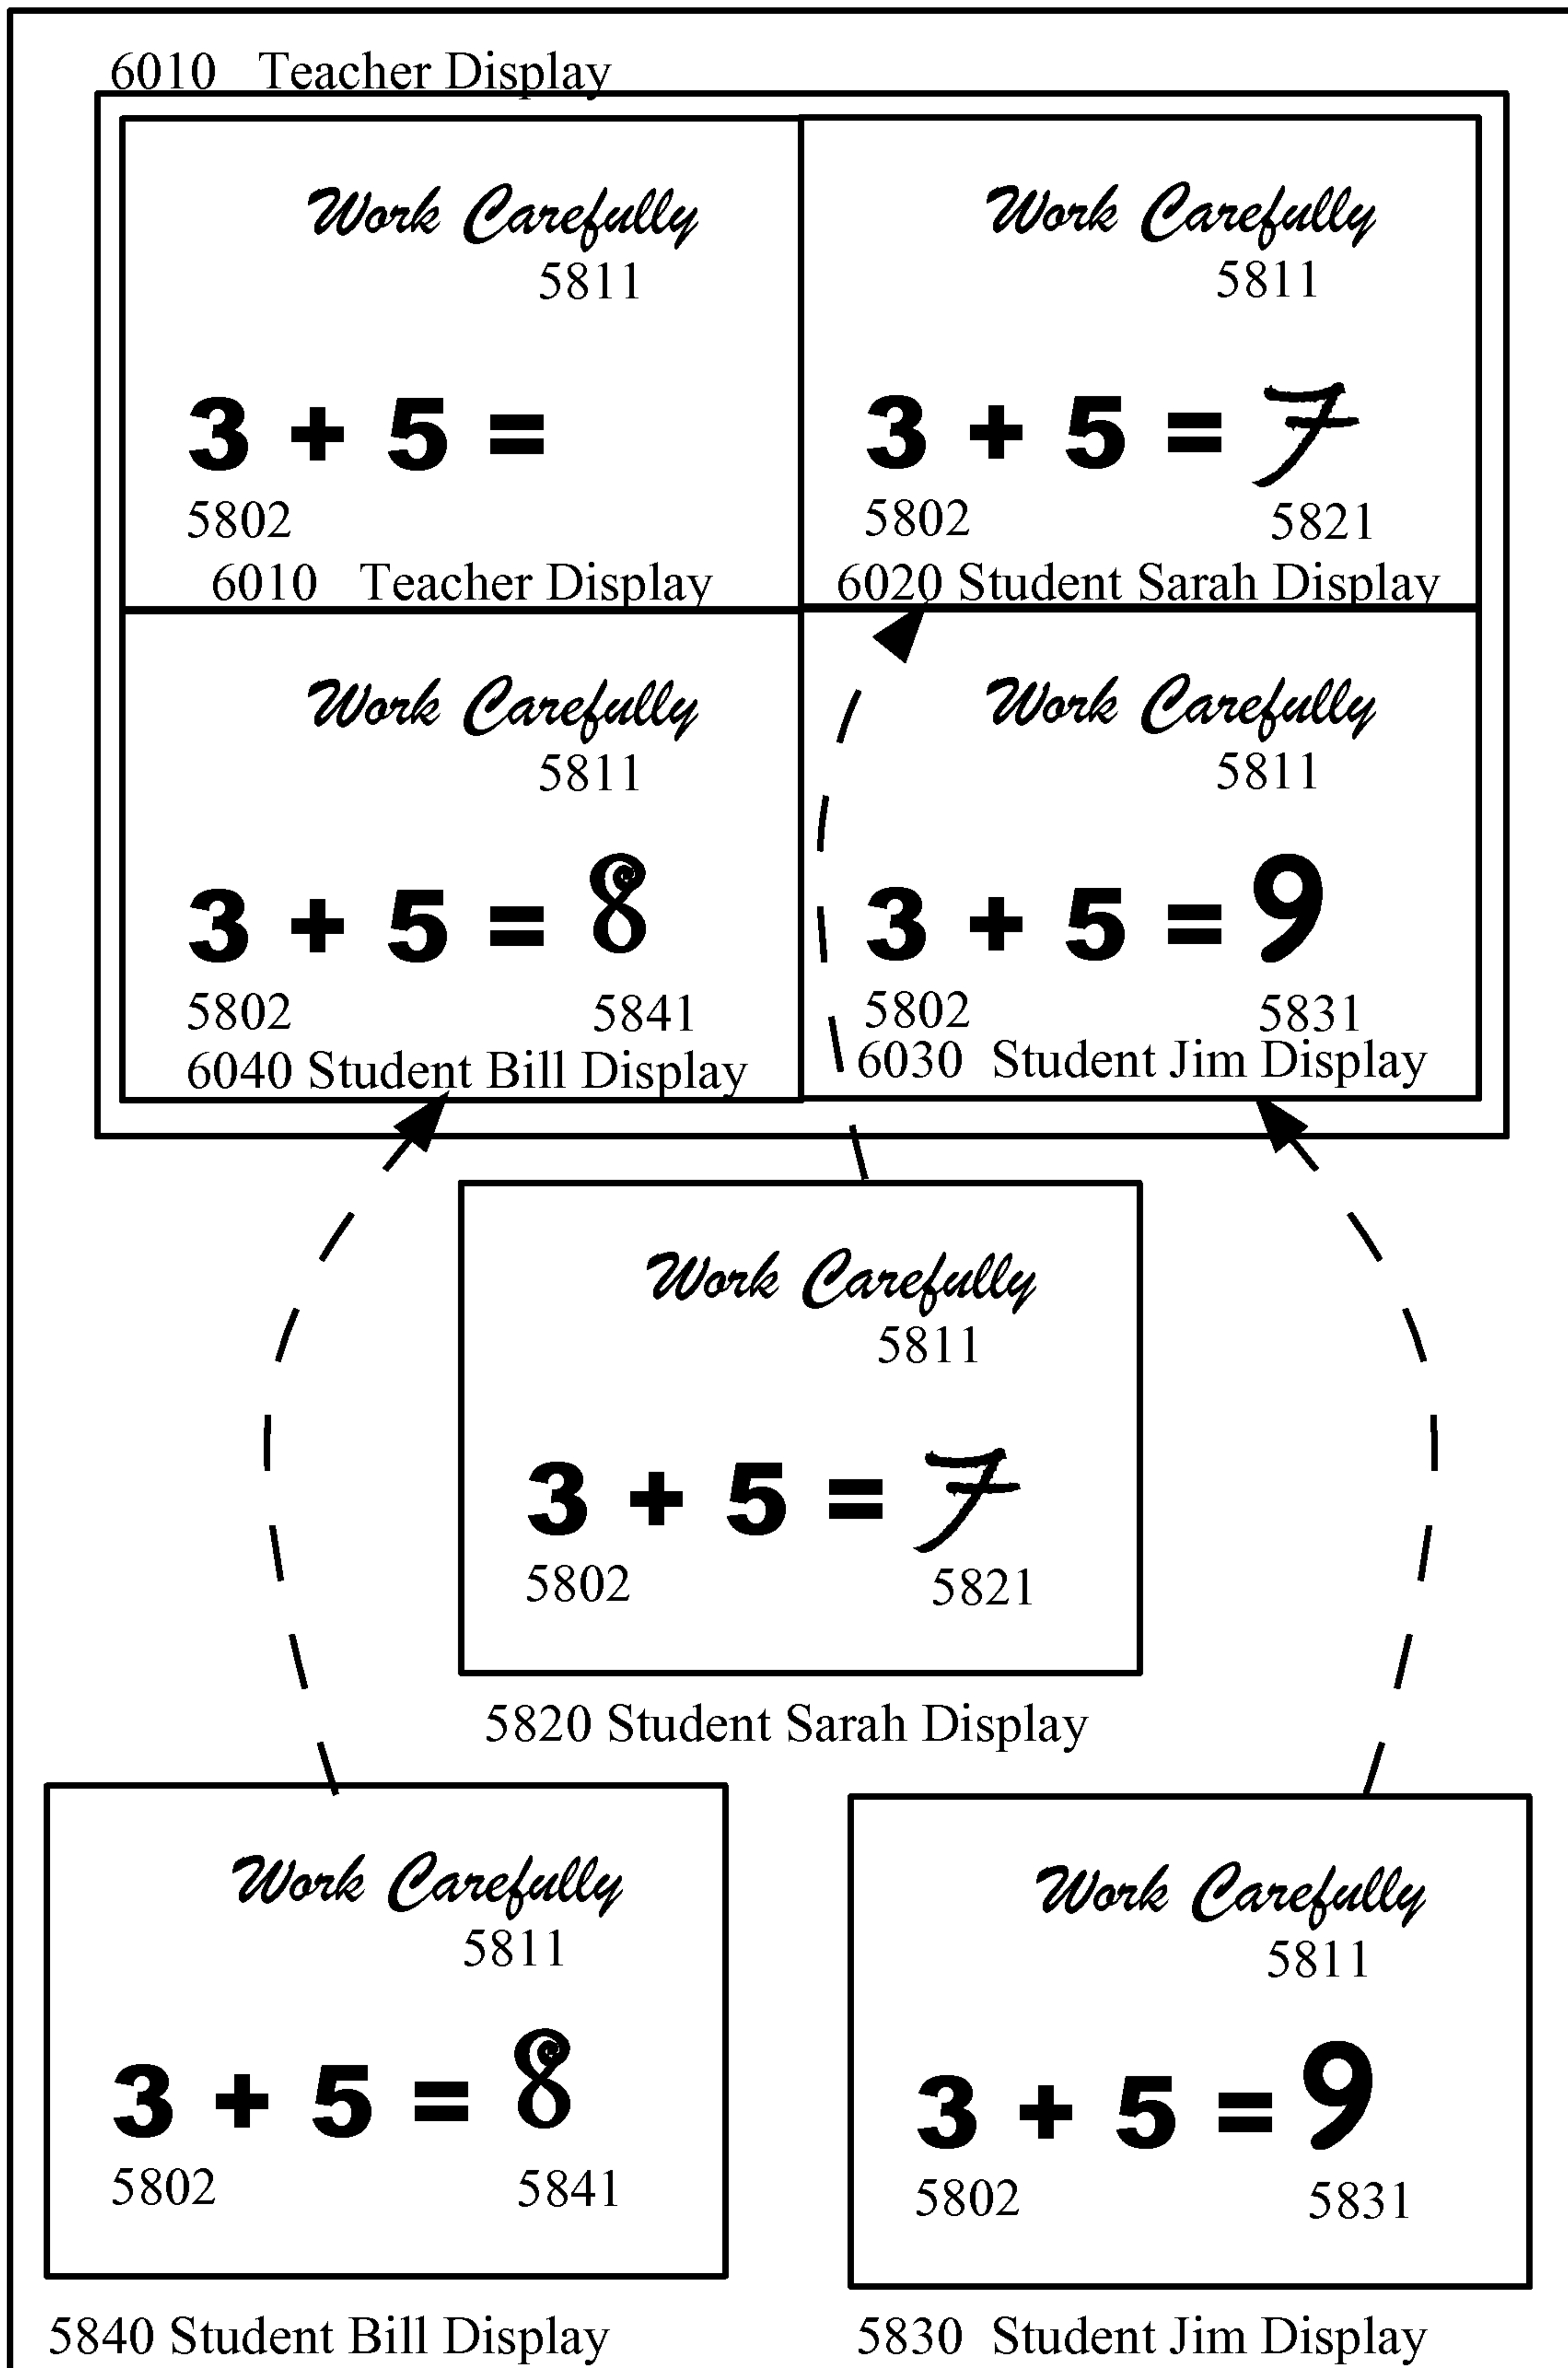 6010 Teacher Display
Work Carefully
5811
3 + 5 =
5802
6010 Teacher Display
Work Carefully
5811
3 + 5 = 7
5802 5821
6020 Student Sarah Display
Work Carefully
5811
3 + 5 = 8
5802 5841
6040 Student Bill Display
Work Carefully
5811
3 + 5 = 9
5802 5831
6030 Student Jim Display
Work Carefully
5811
3 + 5 = 7
5802 5821
5820 Student Sarah Display
Work Carefully
5811
3 + 5 = 8
5802 5841
5840 Student Bill Display
Work Carefully
5811
3 + 5 = 9
5802 5831
5830 Student Jim Display